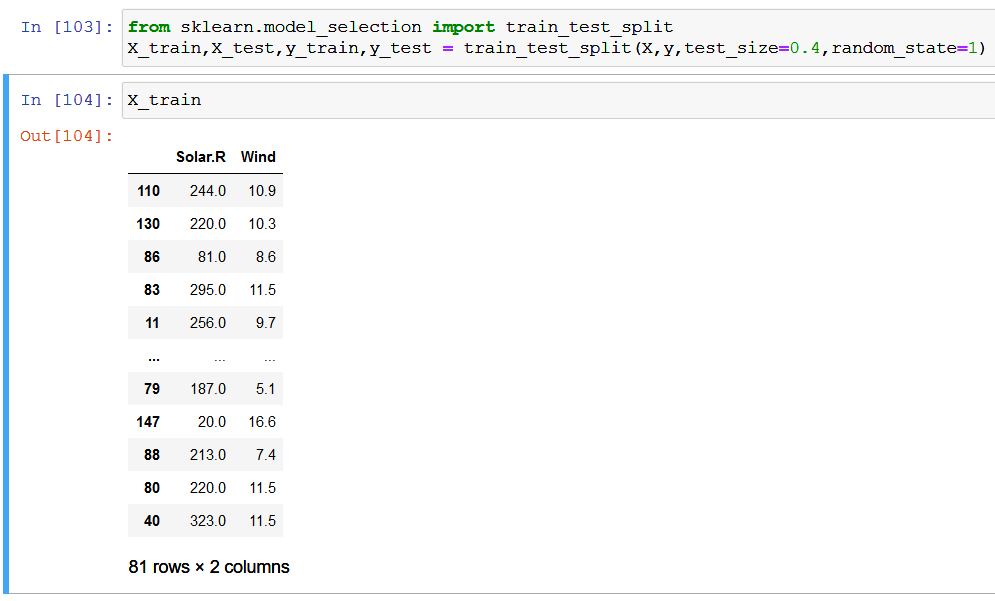 In [103]: from sklearn.model_selection import train_test_split
X_train,X_test,y_train,y_test = train_test_split(X,y,test_size=0.4,random_state=1)
In [104]: X_train
Out[104]:
Solar.R Wind
110 244.0 10.9
130 220.0 10.3
86 81.0 8.6
83 295.0 11.5
11 256.0 9.7
... ... ...
79 187.0 5.1
147 20.0 16.6
88 213.0 7.4
80 220.0 11.5
40 323.0 11.5
81 rows × 2 columns